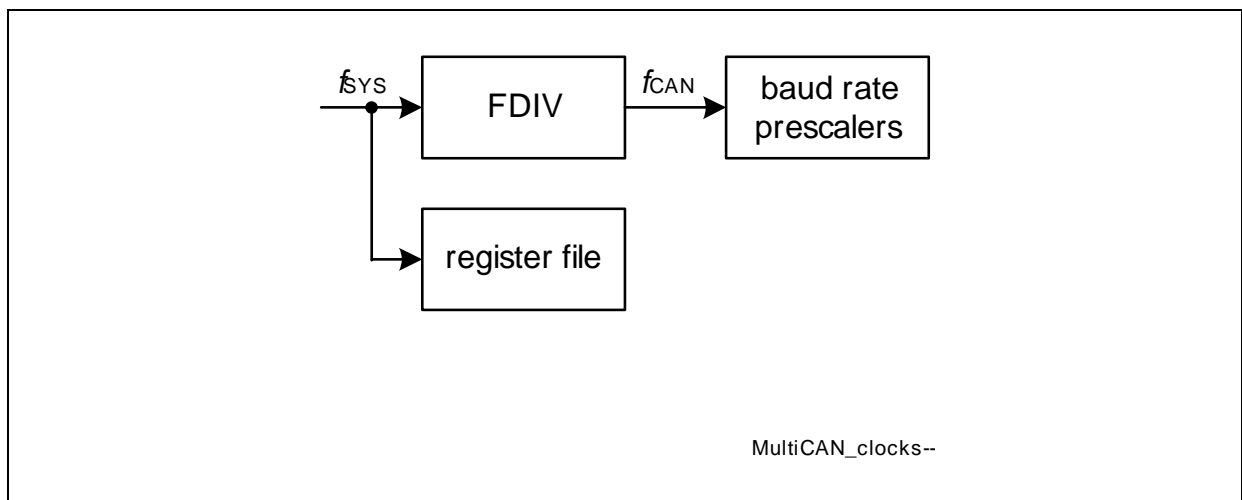 fSYS
FDIV
fCAN
baud rate
prescalers
register file
MultiCAN_clocks--